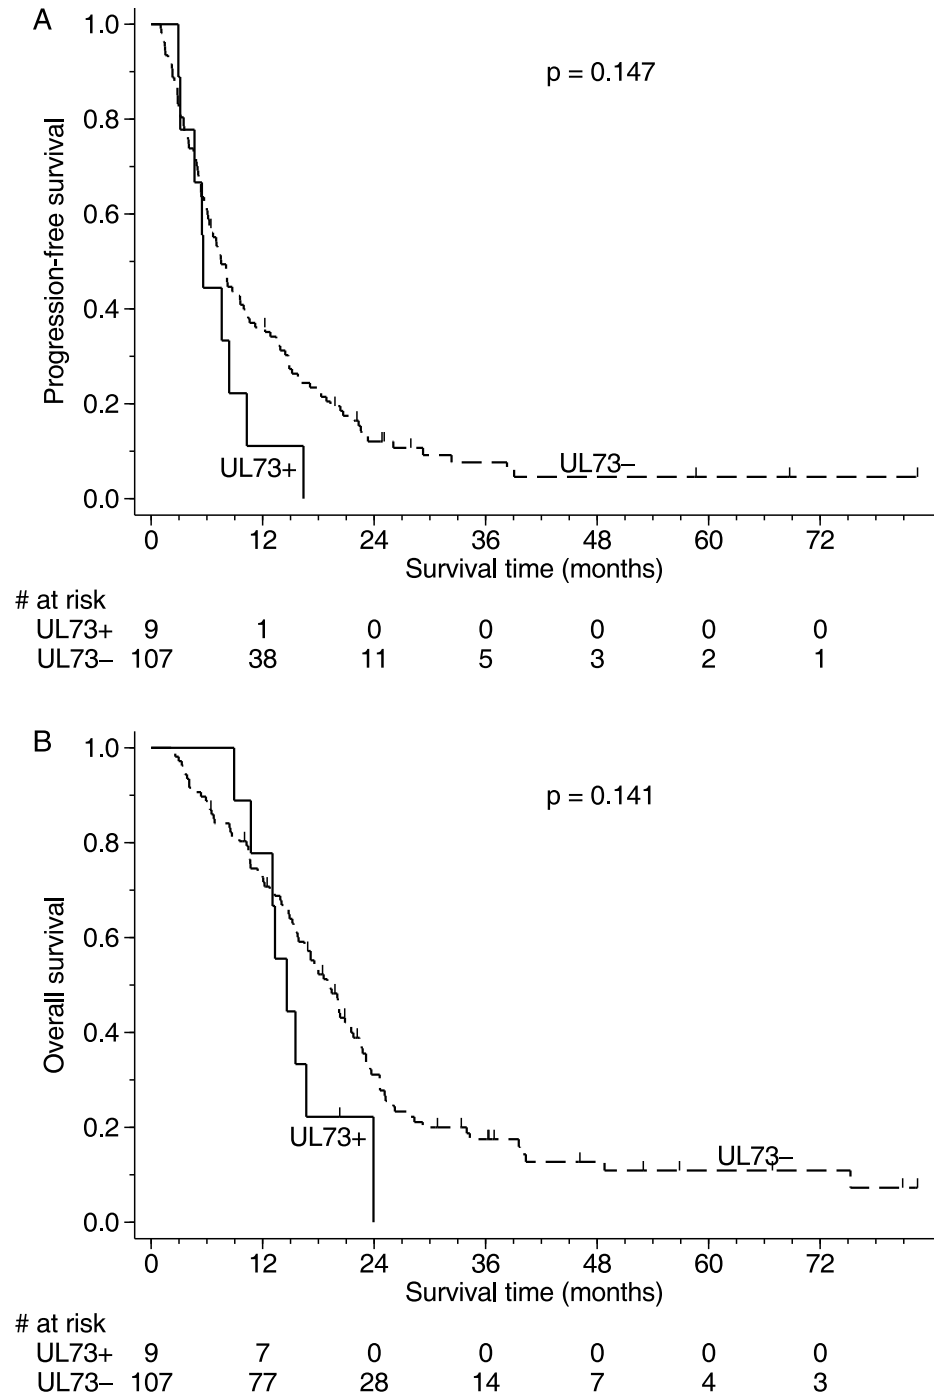 A
1.0
p = 0.147
0.8
0.6
0.4
0.2
0.0
Progression-free survival
UL73+
UL73–
0 12 24 36 48 60 72
Survival time (months)
# at risk
UL73+ 9 1 0 0 0 0 0
UL73– 107 38 11 5 3 2 1
B
1.0
p = 0.141
0.8
0.6
0.4
0.2
0.0
Overall survival
UL73+
UL73–
0 12 24 36 48 60 72
Survival time (months)
# at risk
UL73+ 9 7 0 0 0 0 0
UL73– 107 77 28 14 7 4 3